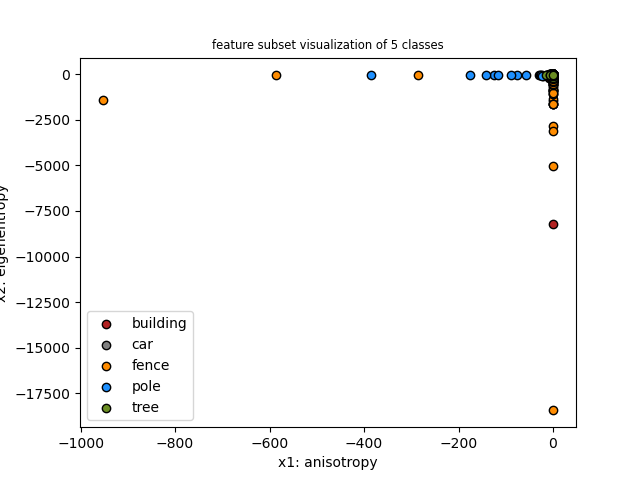 feature subset visualization of 5 classes
0
−2500
−5000
−7500
−10000
−12500
−15000
−17500
x2: eigenentropy
building
car
fence
pole
tree
−1000
−800
−600
−400
−200
0
x1: anisotropy